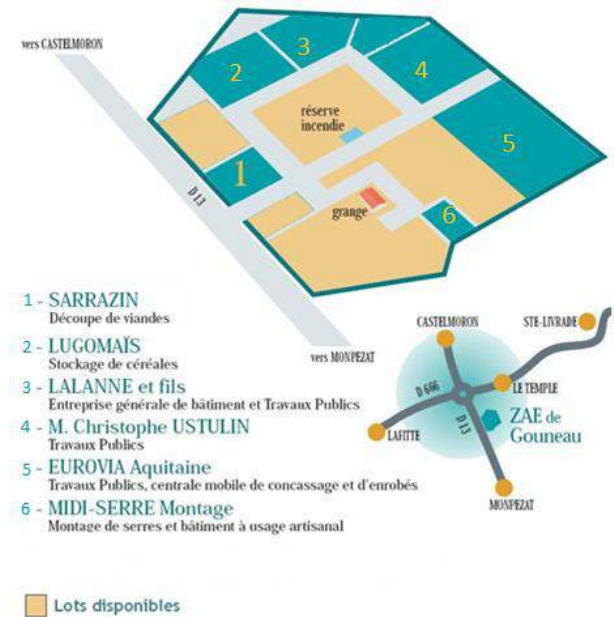 vers CASTELMORON
2
3
4
réserve
incendie
5
1
D 13
grange
6
vers MONPEZAT
1 - SARRAZIN
Découpe de viandes
2 - LUGOMAÏS
Stockage de céréales
3 - LALANNE et fils
Entreprise générale de bâtiment et Travaux Publics
4 - M. Christophe USTULIN
Travaux Publics
5 - EUROVIA Aquitaine
Travaux Publics, centrale mobile de concassage et d'enrobés
6 - MIDI-SERRE Montage
Montage de serres et bâtiment à usage artisanal
CASTELMORON
STE-LIVRADE
D 666
LE TEMPLE
D 13
ZAE de
Gouneau
LAFITTE
MONPEZAT
Lots disponibles